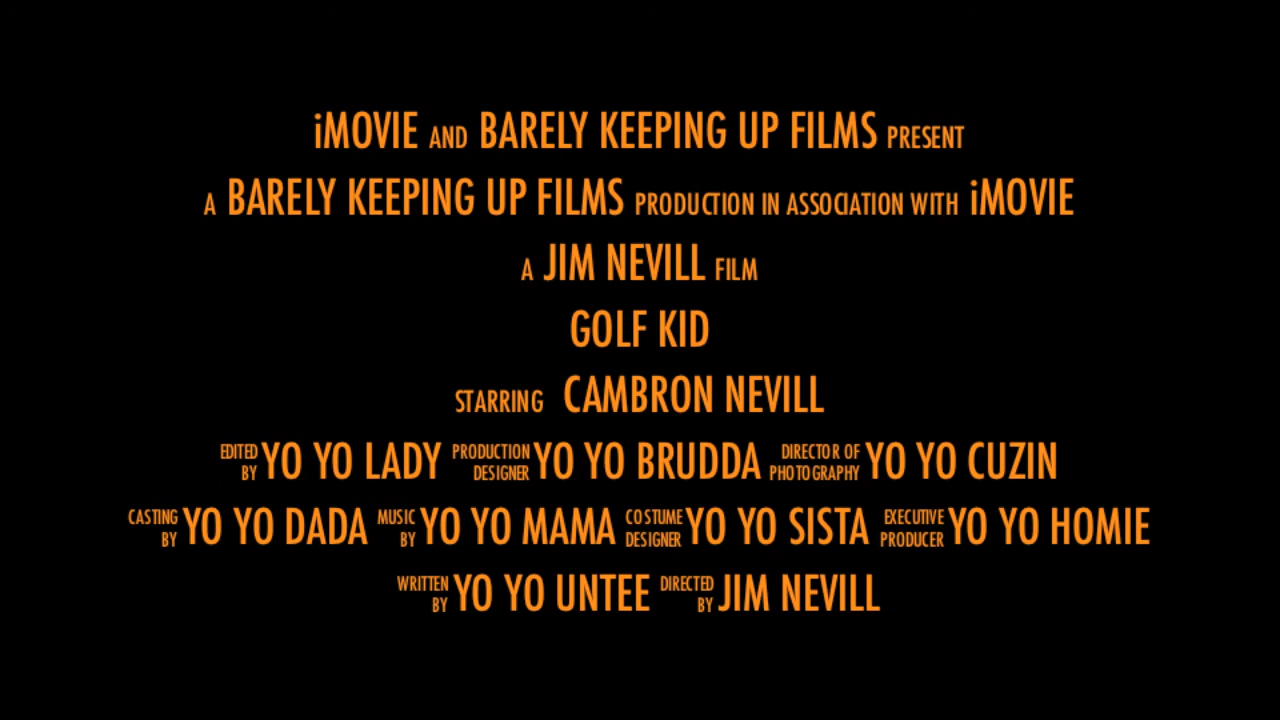 iMOVIE AND BARELY KEEPING UP FILMS PRESENT
A BARELY KEEPING UP FILMS PRODUCTION IN ASSOCIATION WITH iMOVIE
A JIM NEVILL FILM
GOLF KID
STARRING CAMBRON NEVILL
EDITED BY YO YO LADY PRODUCTION DESIGNER YO YO BRUDDA DIRECTOR OF PHOTOGRAPHY YO YO CUZIN
CASTING BY YO YO DADA MUSIC BY YO YO MAMA COSTUME DESIGNER YO YO SISTA EXECUTIVE PRODUCER YO YO HOMIE
WRITTEN BY YO YO UNTEE DIRECTED BY JIM NEVILL